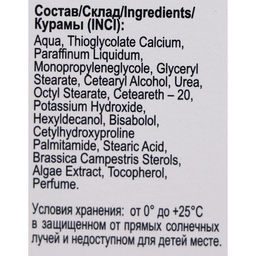 Состав/Склад/Ingredients/
Курамы (INCI):
Aqua, Thioglycolate Calcium,
Paraffinum Liquidum,
Monopropyleneglycole, Glyceryl
Stearate, Cetearyl Alcohol, Urea,
Octyl Stearate, Ceteareth – 20,
Potassium Hydroxide,
Hexyldecanol, Bisabolol,
Cetylhydroxyproline
Palmitamide, Stearic Acid,
Brassica Campestris Sterols,
Algae Extract, Tocopherol,
Perfume.
Условия хранения: от 0° до +25°С
в защищенном от прямых солнечных
лучей и недоступном для детей месте.